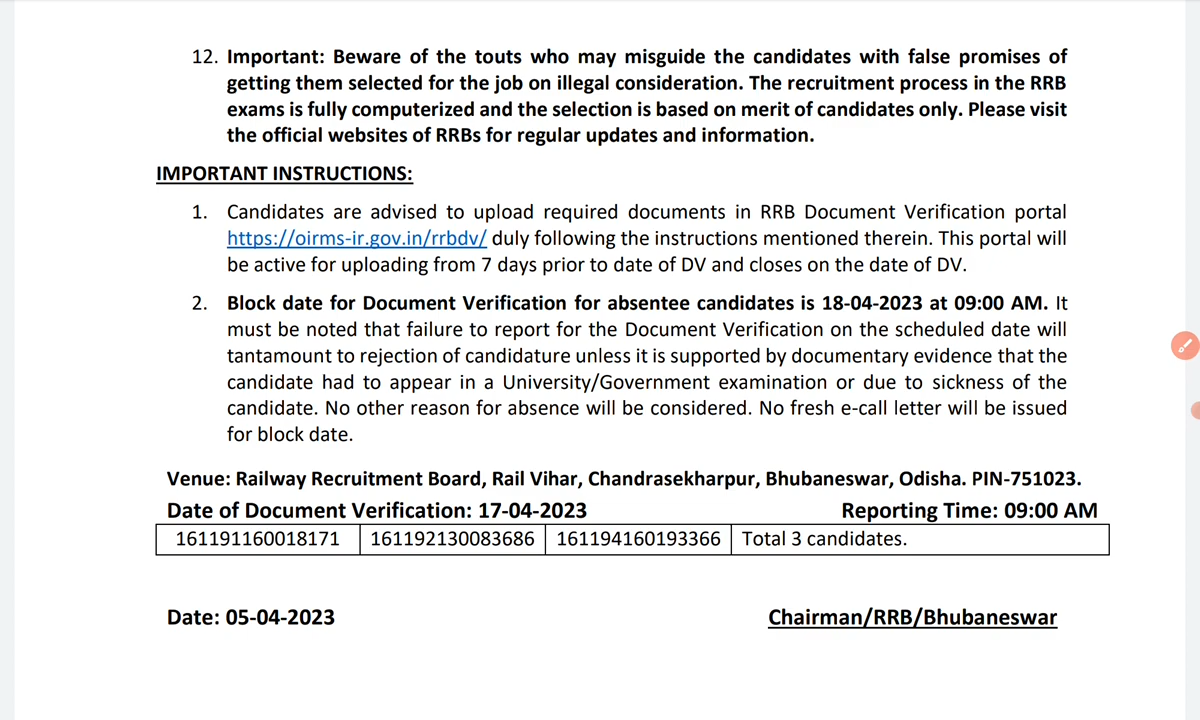 12. Important: Beware of the touts who may misguide the candidates with false promises of
getting them selected for the job on illegal consideration. The recruitment process in the RRB
exams is fully computerized and the selection is based on merit of candidates only. Please visit
the official websites of RRBs for regular updates and information.
IMPORTANT INSTRUCTIONS:
1. Candidates are advised to upload required documents in RRB Document Verification portal
https://oirms-ir.gov.in/rrbdv/ duly following the instructions mentioned therein. This portal will
be active for uploading from 7 days prior to date of DV and closes on the date of DV.
2. Block date for Document Verification for absentee candidates is 18-04-2023 at 09:00 AM. It
must be noted that failure to report for the Document Verification on the scheduled date will
tantamount to rejection of candidature unless it is supported by documentary evidence that the
candidate had to appear in a University/Government examination or due to sickness of the
candidate. No other reason for absence will be considered. No fresh e-call letter will be issued
for block date.
Venue: Railway Recruitment Board, Rail Vihar, Chandrasekharpur, Bhubaneswar, Odisha. PIN-751023.
Date of Document Verification: 17-04-2023 Reporting Time: 09:00 AM
161191160018171 161192130083686 161194160193366 Total 3 candidates.
Date: 05-04-2023 Chairman/RRB/Bhubaneswar